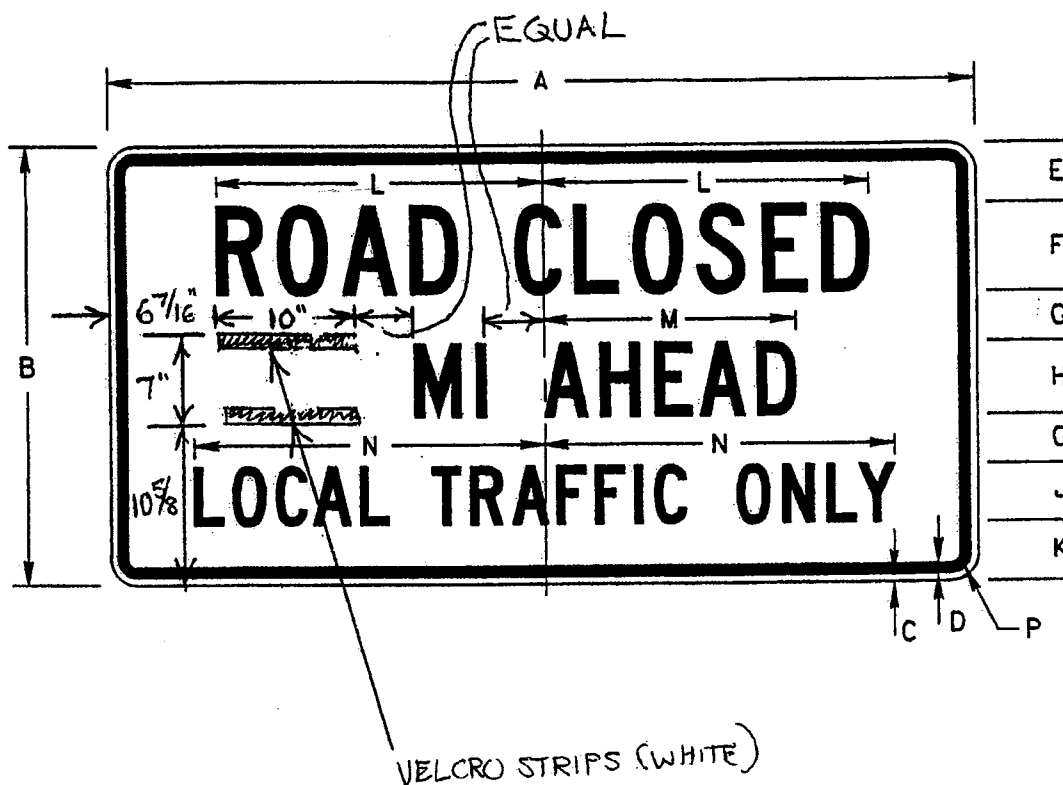 EQUAL
A
E
L L
ROAD CLOSED
F
6 7/16" 10" M
G
B
7"
MI AHEAD
H
N N
10 5/8
LOCAL TRAFFIC ONLY
J
K
C D P
VELCRO STRIPS (WHITE)